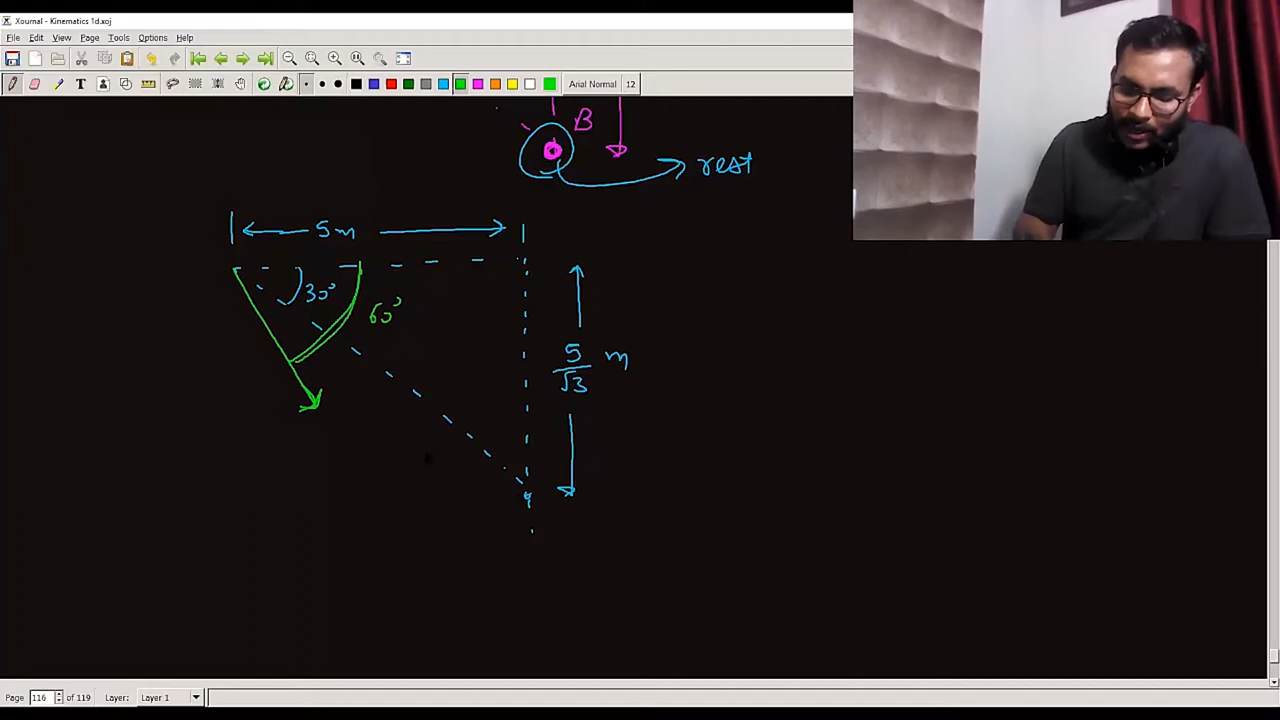 Xournal - Kinematics 1d.xoj
File Edit View Page Tools Options Help
Arial Normal 12
B
rest
5m
30°
60°
5/√3 m
Page 116 of 119 Layer: Layer 1